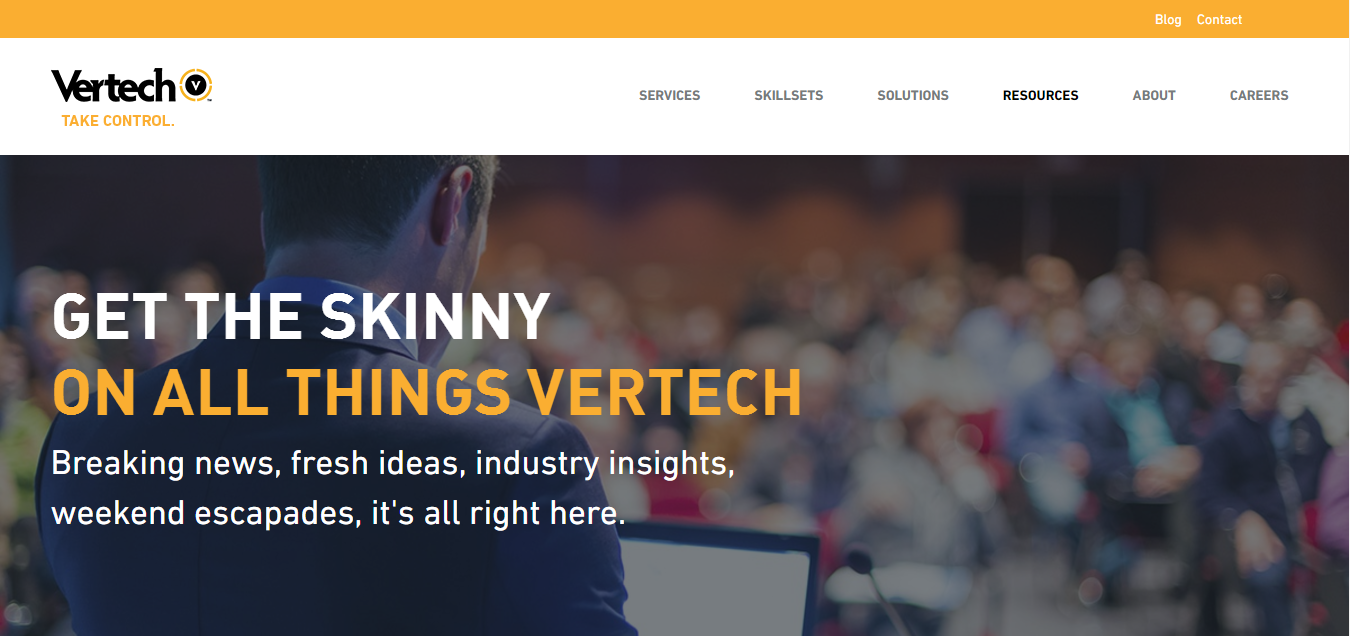 Blog Contact
Vertech V ™
TAKE CONTROL.
SERVICES SKILLSETS SOLUTIONS RESOURCES ABOUT CAREERS
GET THE SKINNY
ON ALL THINGS VERTECH
Breaking news, fresh ideas, industry insights,
weekend escapades, it's all right here.